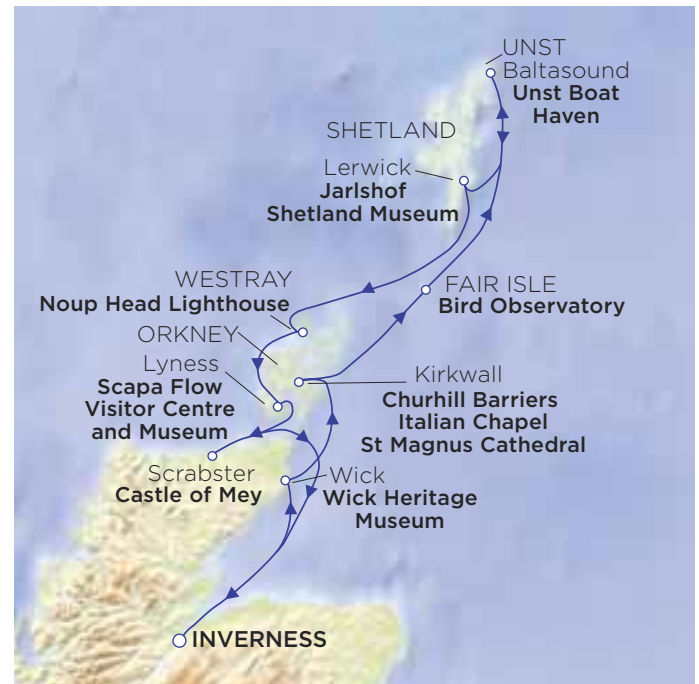 UNST
Baltasound
Unst Boat
Haven
SHETLAND
Lerwick
Jarlshof
Shetland Museum
WESTRAY
Noup Head Lighthouse
FAIR ISLE
Bird Observatory
ORKNEY
Lyness
Scapa Flow
Visitor Centre
and Museum
Kirkwall
Churhill Barriers
Italian Chapel
St Magnus Cathedral
Scrabster
Castle of Mey
Wick
Wick Heritage
Museum
INVERNESS